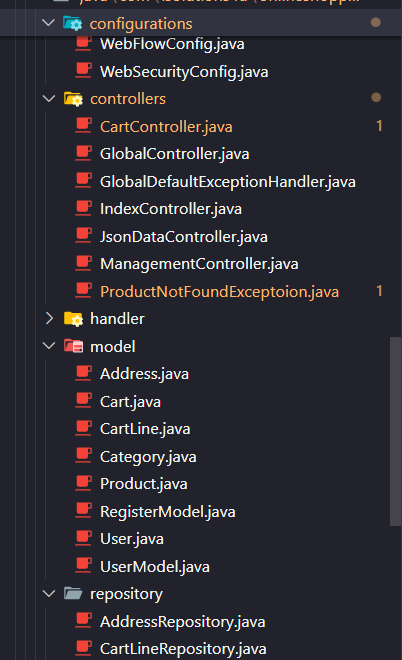 configurations
WebFlowConfig.java
WebSecurityConfig.java
controllers
CartController.java 1
GlobalController.java
GlobalDefaultExceptionHandler.java
IndexController.java
JsonDataController.java
ManagementController.java
ProductNotFoundExceptoion.java 1
handler
model
Address.java
Cart.java
CartLine.java
Category.java
Product.java
RegisterModel.java
User.java
UserModel.java
repository
AddressRepository.java
CartLineRepository.java